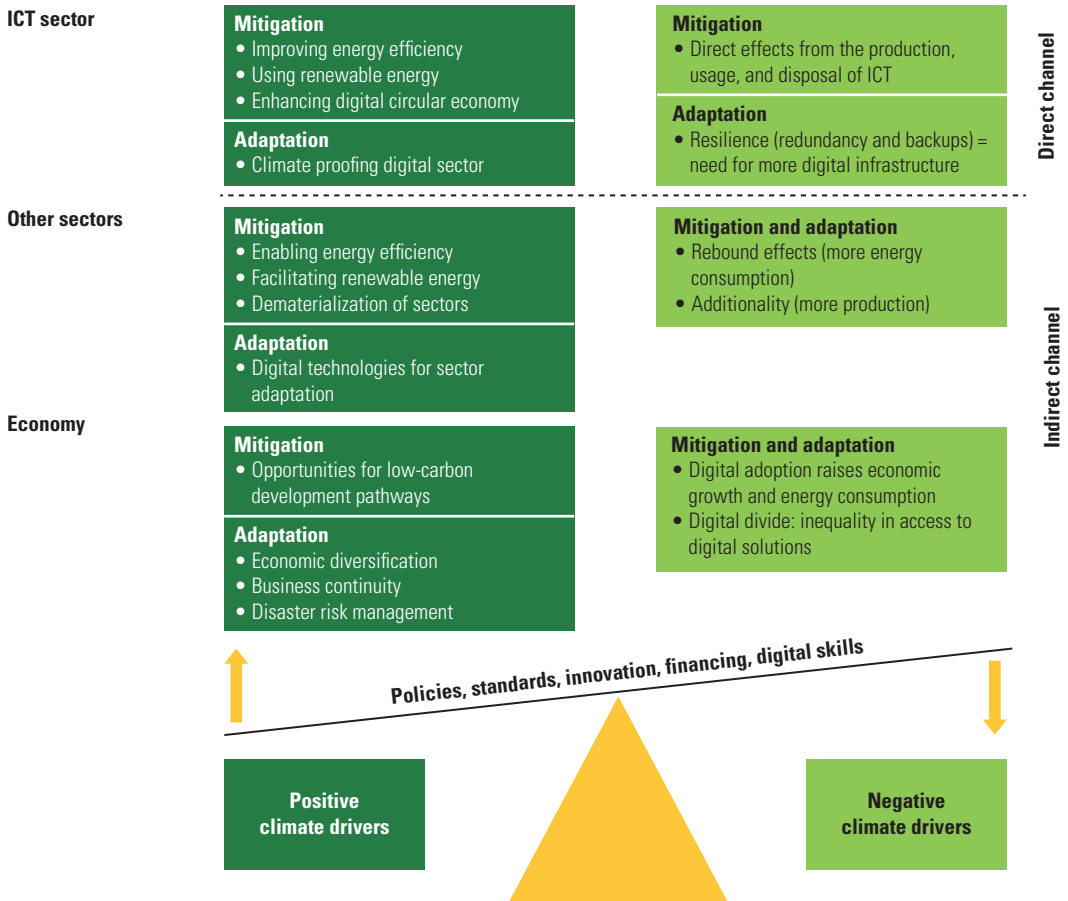 ICT sector
Mitigation
• Improving energy efficiency
• Using renewable energy
• Enhancing digital circular economy
Adaptation
• Climate proofing digital sector
Mitigation
• Direct effects from the production,
usage, and disposal of ICT
Adaptation
• Resilience (redundancy and backups) =
need for more digital infrastructure
Direct channel
Other sectors
Mitigation
• Enabling energy efficiency
• Facilitating renewable energy
• Dematerialization of sectors
Adaptation
• Digital technologies for sector
adaptation
Mitigation and adaptation
• Rebound effects (more energy
consumption)
• Additionality (more production)
Indirect channel
Economy
Mitigation
• Opportunities for low-carbon
development pathways
Adaptation
• Economic diversification
• Business continuity
• Disaster risk management
Mitigation and adaptation
• Digital adoption raises economic
growth and energy consumption
• Digital divide: inequality in access to
digital solutions
Policies, standards, innovation, financing, digital skills
Positive
climate drivers
Negative
climate drivers